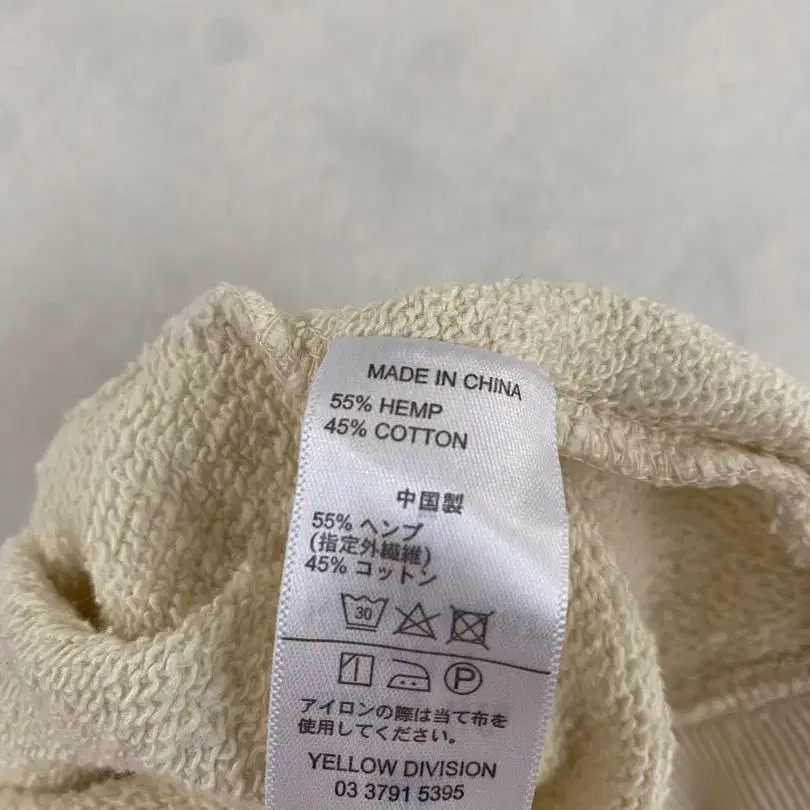 MADE IN CHINA
55% HEMP
45% COTTON
中国製
55% ヘンプ
(指定外繊維)
45% コットン
30
P
アイロンの際は当て布を
使用してください。
YELLOW DIVISION
03 3791 5395